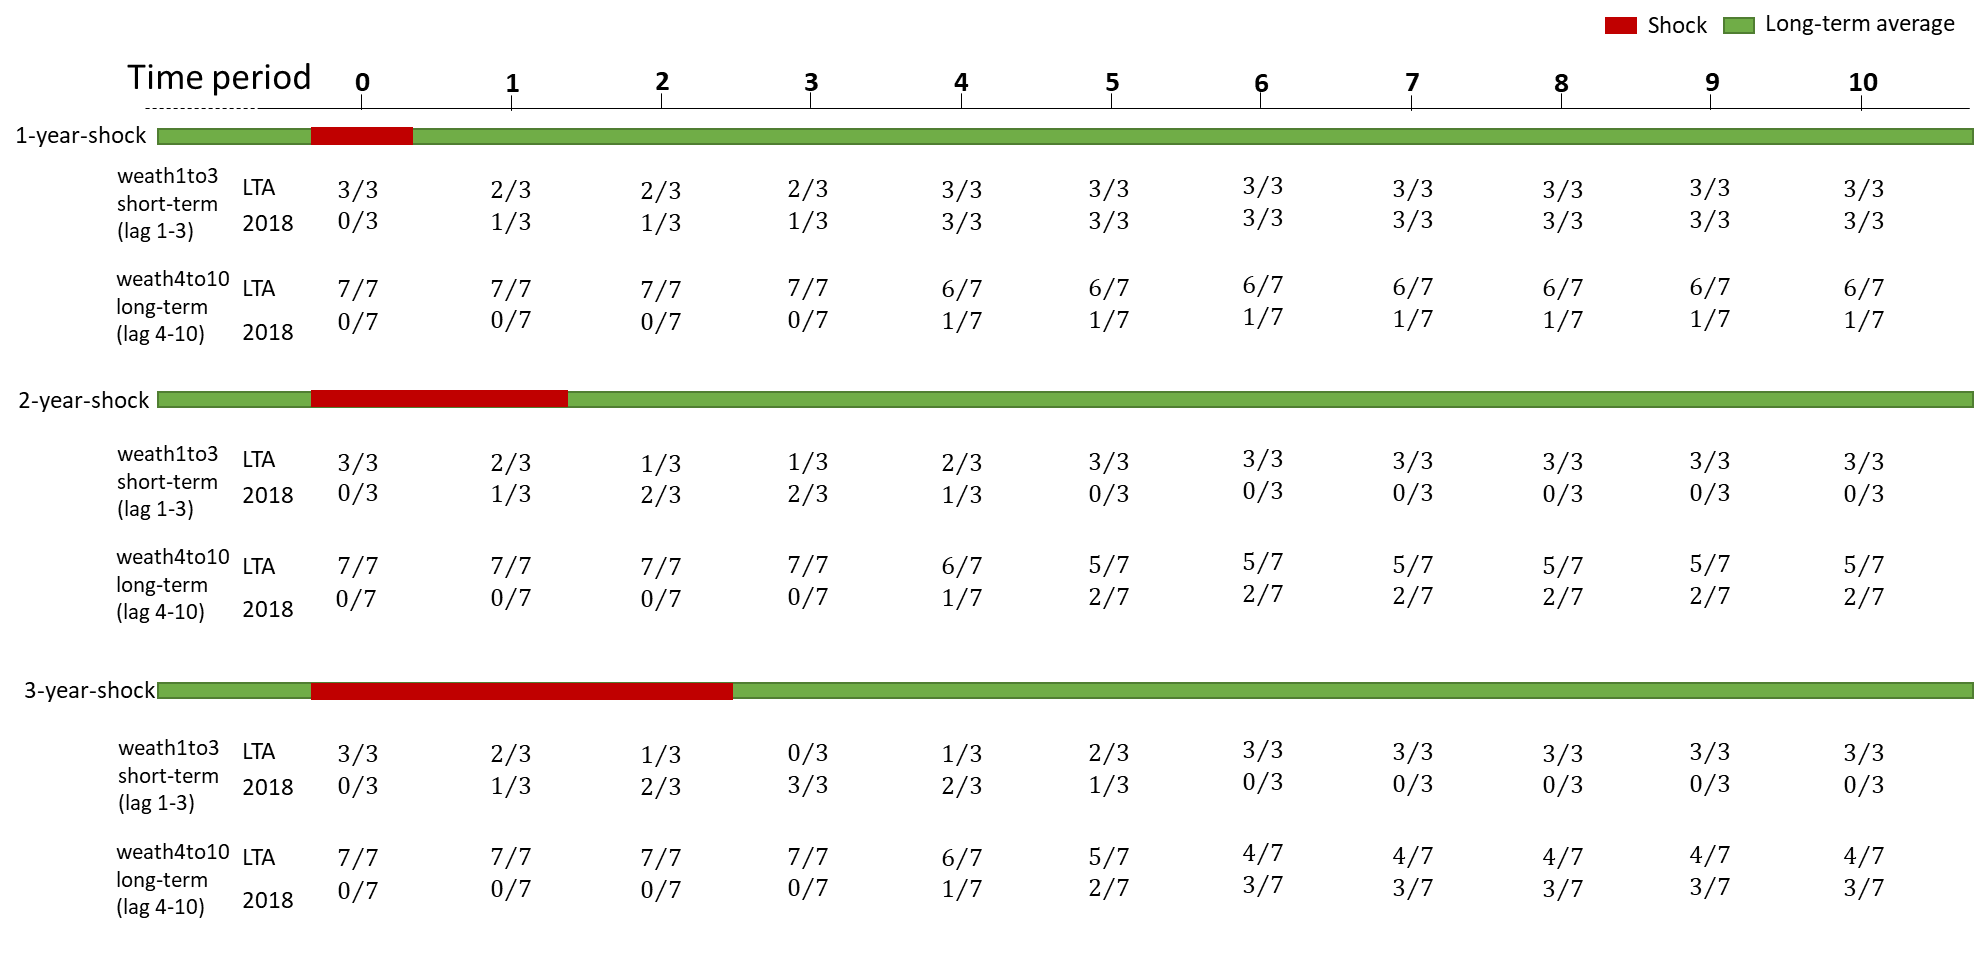 Shock Long-term average
Time period 0 1 2 3 4 5 6 7 8 9 10
1-year-shock
weath1to3
short-term
(lag 1-3)
LTA 3/3 2/3 2/3 2/3 3/3 3/3 3/3 3/3 3/3 3/3 3/3
2018 0/3 1/3 1/3 1/3 3/3 3/3 3/3 3/3 3/3 3/3 3/3
weath4to10
long-term
(lag 4-10)
LTA 7/7 7/7 7/7 7/7 6/7 6/7 6/7 6/7 6/7 6/7 6/7
2018 0/7 0/7 0/7 0/7 1/7 1/7 1/7 1/7 1/7 1/7 1/7
2-year-shock
weath1to3
short-term
(lag 1-3)
LTA 3/3 2/3 1/3 1/3 2/3 3/3 3/3 3/3 3/3 3/3 3/3
2018 0/3 1/3 2/3 2/3 1/3 0/3 0/3 0/3 0/3 0/3 0/3
weath4to10
long-term
(lag 4-10)
LTA 7/7 7/7 7/7 7/7 6/7 5/7 5/7 5/7 5/7 5/7 5/7
2018 0/7 0/7 0/7 0/7 1/7 2/7 2/7 2/7 2/7 2/7 2/7
3-year-shock
weath1to3
short-term
(lag 1-3)
LTA 3/3 2/3 1/3 0/3 1/3 2/3 3/3 3/3 3/3 3/3 3/3
2018 0/3 1/3 2/3 3/3 2/3 1/3 0/3 0/3 0/3 0/3 0/3
weath4to10
long-term
(lag 4-10)
LTA 7/7 7/7 7/7 7/7 6/7 5/7 4/7 4/7 4/7 4/7 4/7
2018 0/7 0/7 0/7 0/7 1/7 2/7 3/7 3/7 3/7 3/7 3/7